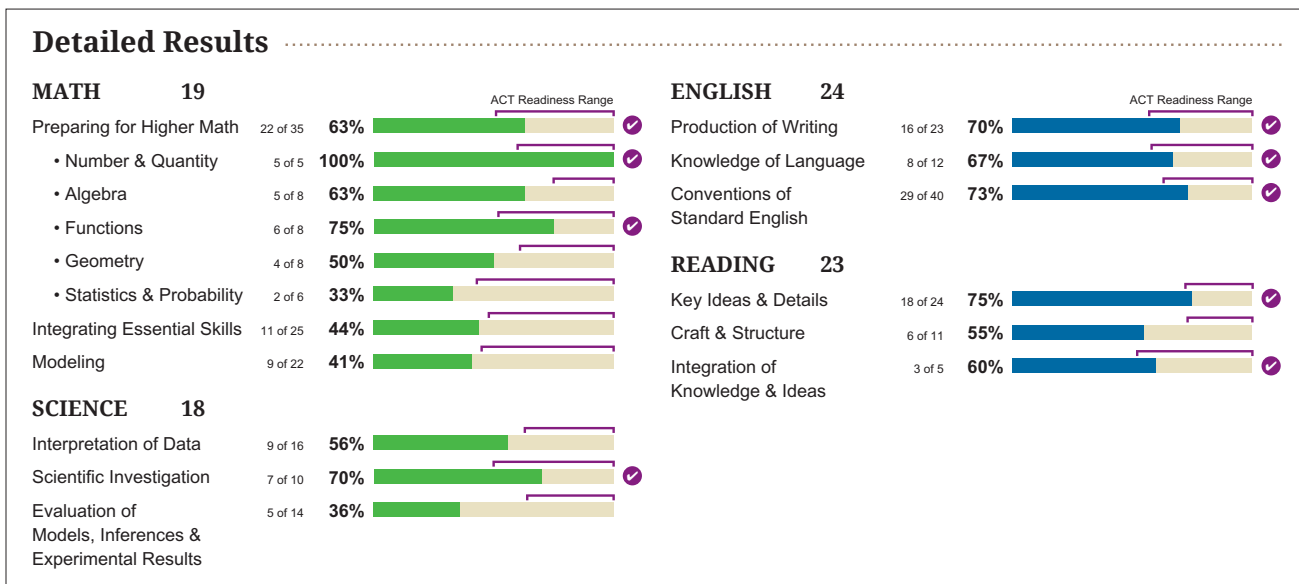 Detailed Results
MATH 19
ACT Readiness Range
Preparing for Higher Math 22 of 35 63%
• Number & Quantity 5 of 5 100%
• Algebra 5 of 8 63%
• Functions 6 of 8 75%
• Geometry 4 of 8 50%
• Statistics & Probability 2 of 6 33%
Integrating Essential Skills 11 of 25 44%
Modeling 9 of 22 41%
SCIENCE 18
Interpretation of Data 9 of 16 56%
Scientific Investigation 7 of 10 70%
Evaluation of 5 of 14 36%
Models, Inferences &
Experimental Results
ENGLISH 24
ACT Readiness Range
Production of Writing 16 of 23 70%
Knowledge of Language 8 of 12 67%
Conventions of 29 of 40 73%
Standard English
READING 23
Key Ideas & Details 18 of 24 75%
Craft & Structure 6 of 11 55%
Integration of 3 of 5 60%
Knowledge & Ideas